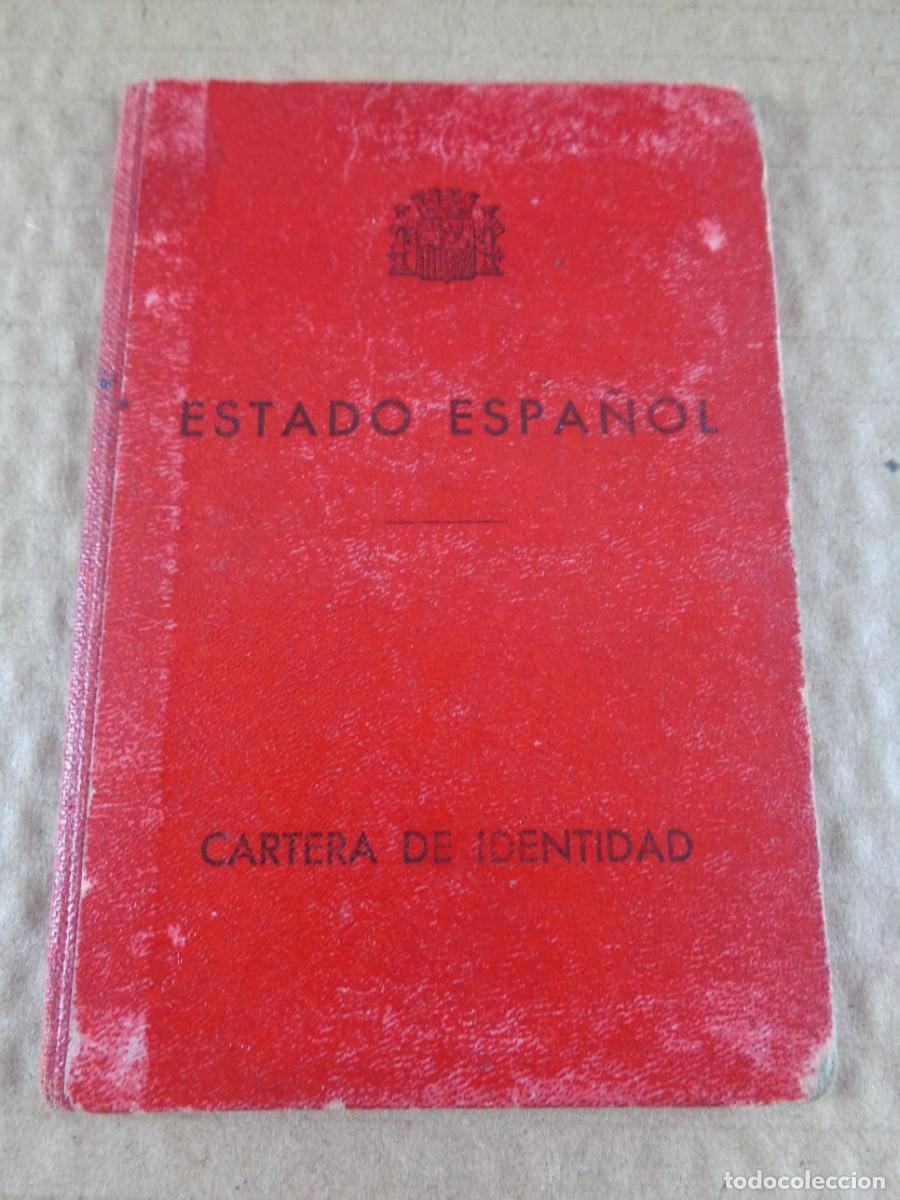 ESTADO ESPAÑOL
CARTERA DE IDENTIDAD
todocoleccion